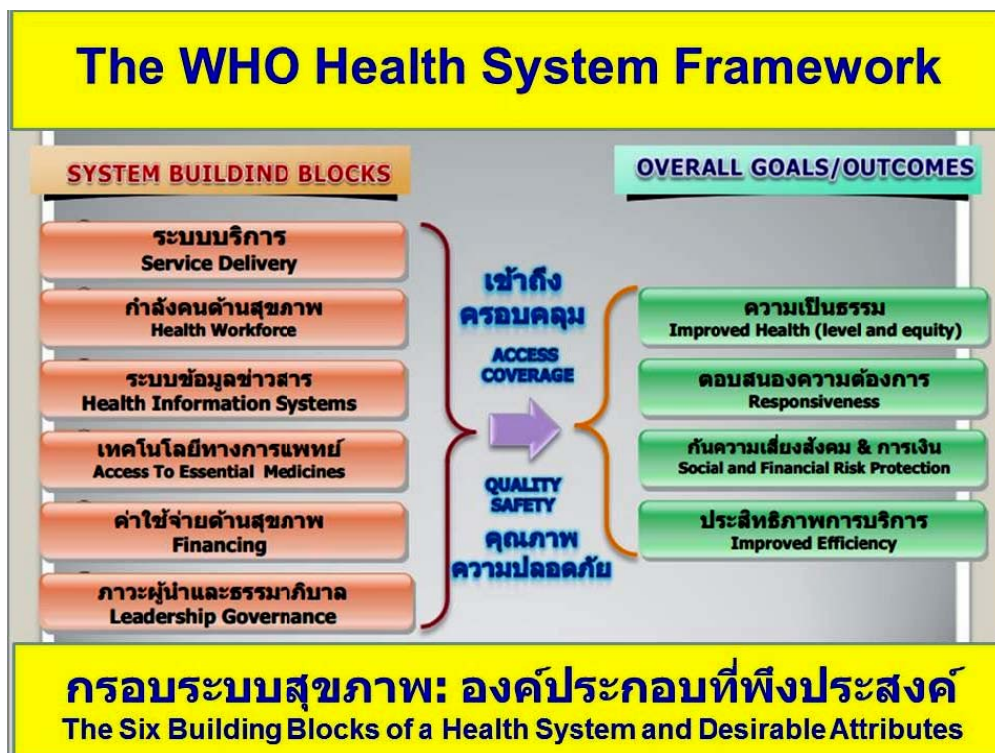 The WHO Health System Framework
SYSTEM BUILDIND BLOCKS
ระบบบริการ
Service Delivery
กำลังคนด้านสุขภาพ
Health Workforce
ระบบข้อมูลข่าวสาร
Health Information Systems
เทคโนโลยีทางการแพทย์
Access To Essential Medicines
ค่าใช้จ่ายด้านสุขภาพ
Financing
ภาวะผู้นำและธรรมาภิบาล
Leadership Governance
เข้าถึง
ครอบคลุม
ACCESS
COVERAGE
QUALITY
SAFETY
คุณภาพ
ความปลอดภัย
OVERALL GOALS/OUTCOMES
ความเป็นธรรม
Improved Health (level and equity)
ตอบสนองความต้องการ
Responsiveness
กันความเสี่ยงสังคม & การเงิน
Social and Financial Risk Protection
ประสิทธิภาพการบริการ
Improved Efficiency
กรอบระบบสุขภาพ: องค์ประกอบที่พึงประสงค์
The Six Building Blocks of a Health System and Desirable Attributes